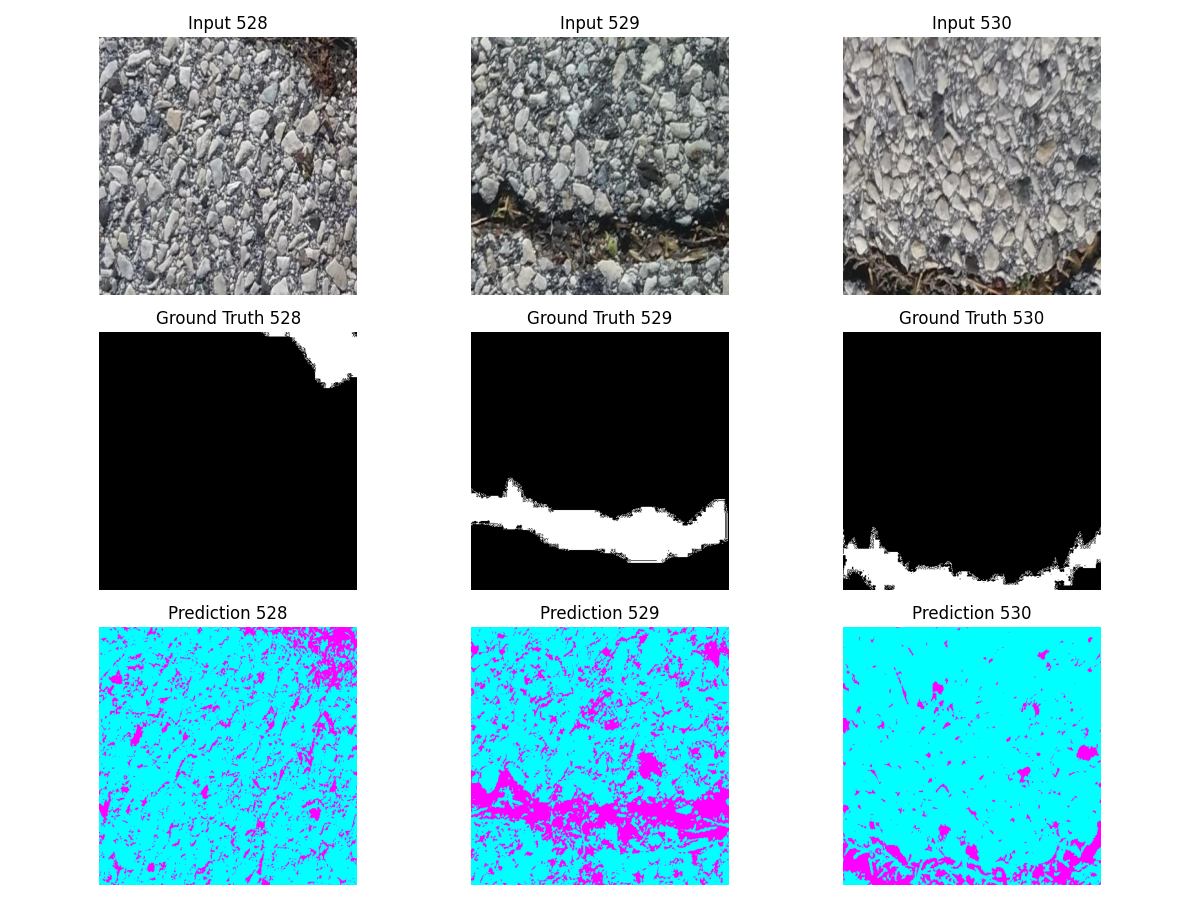 Input 528
Input 529
Input 530
Ground Truth 528
Ground Truth 529
Ground Truth 530
Prediction 528
Prediction 529
Prediction 530